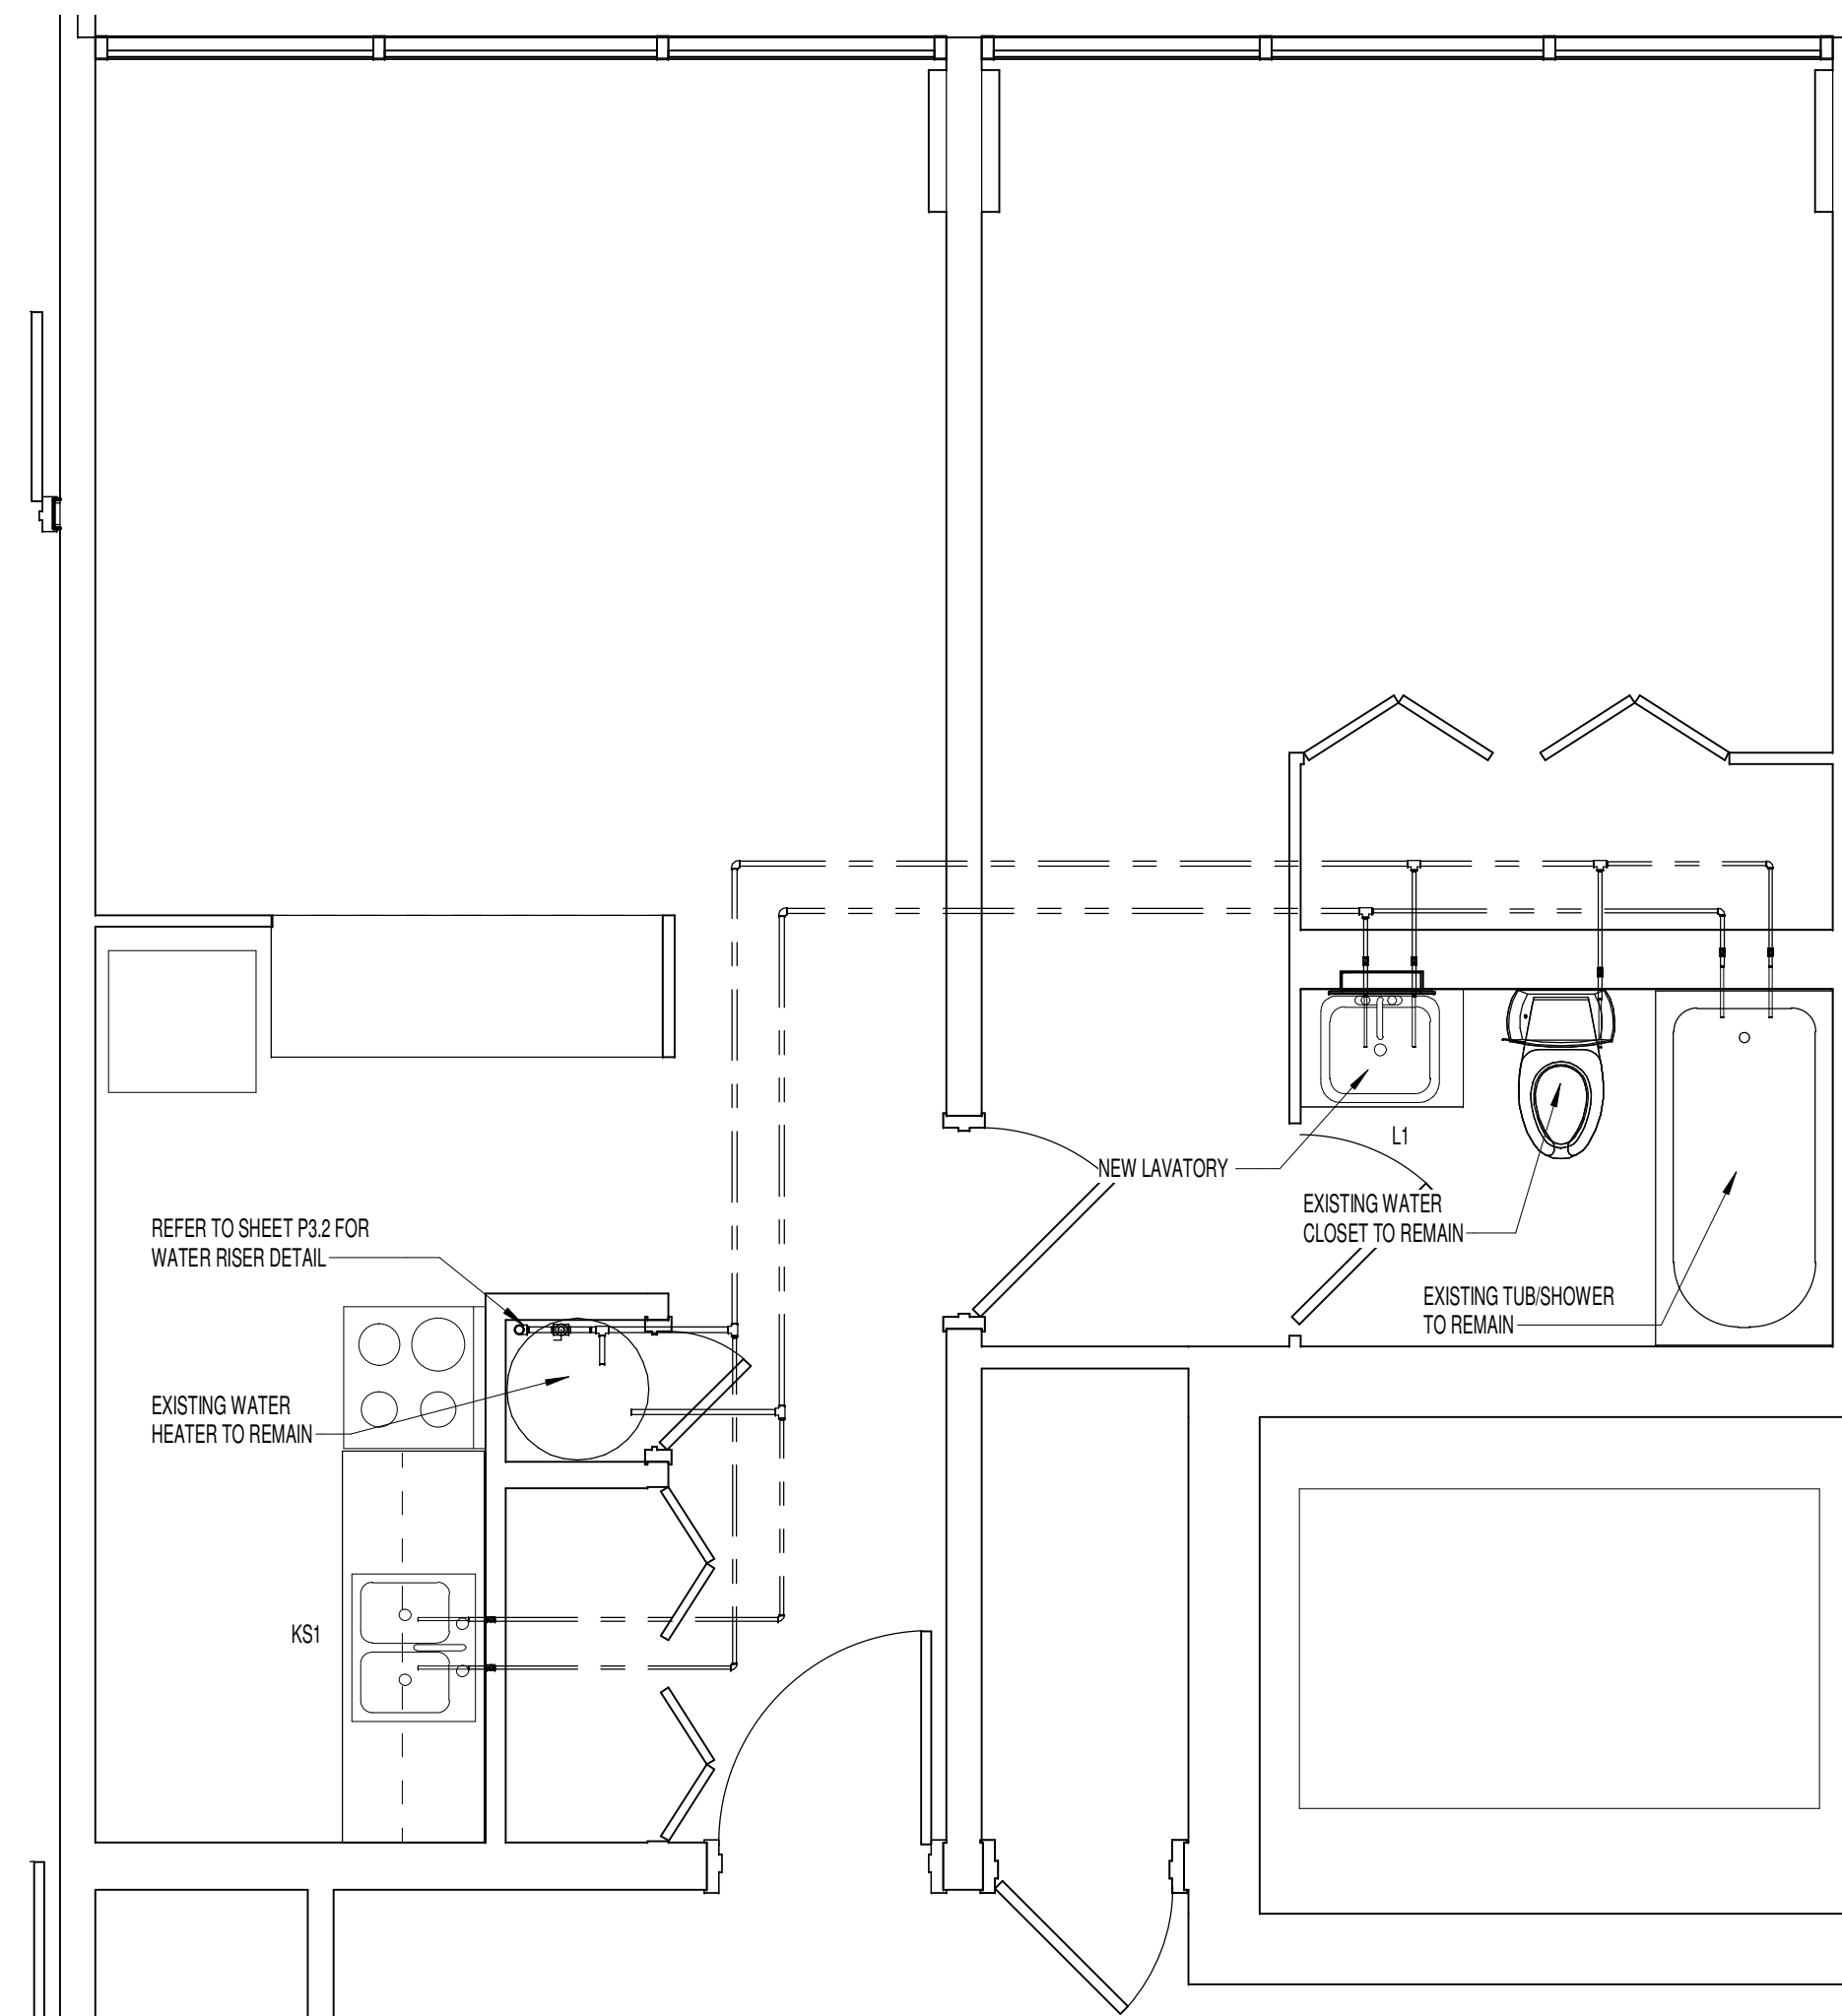 L1
NEW LAVATORY
EXISTING WATER
CLOSET TO REMAIN
REFER TO SHEET P3.2 FOR
WATER RISER DETAIL
EXISTING TUB/SHOWER
TO REMAIN
EXISTING WATER
HEATER TO REMAIN
KS1